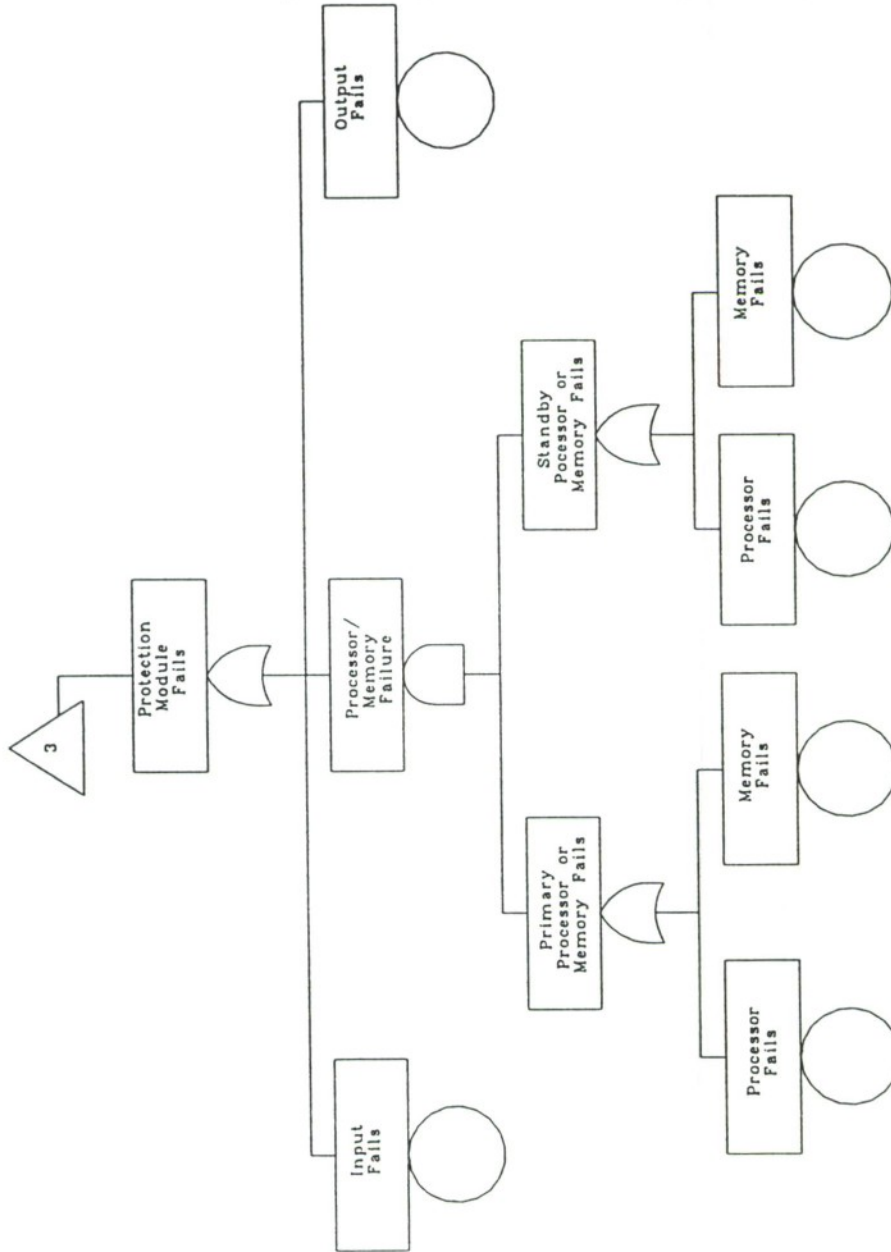 3
Protection
Module
Fails
Input
Fails
Processor/
Memory
Failure
Output
Fails
Primary
Processor or
Memory Fails
Standby
Pocessor or
Memory Fails
Processor
Fails
Memory
Fails
Processor
Fails
Memory
Fails